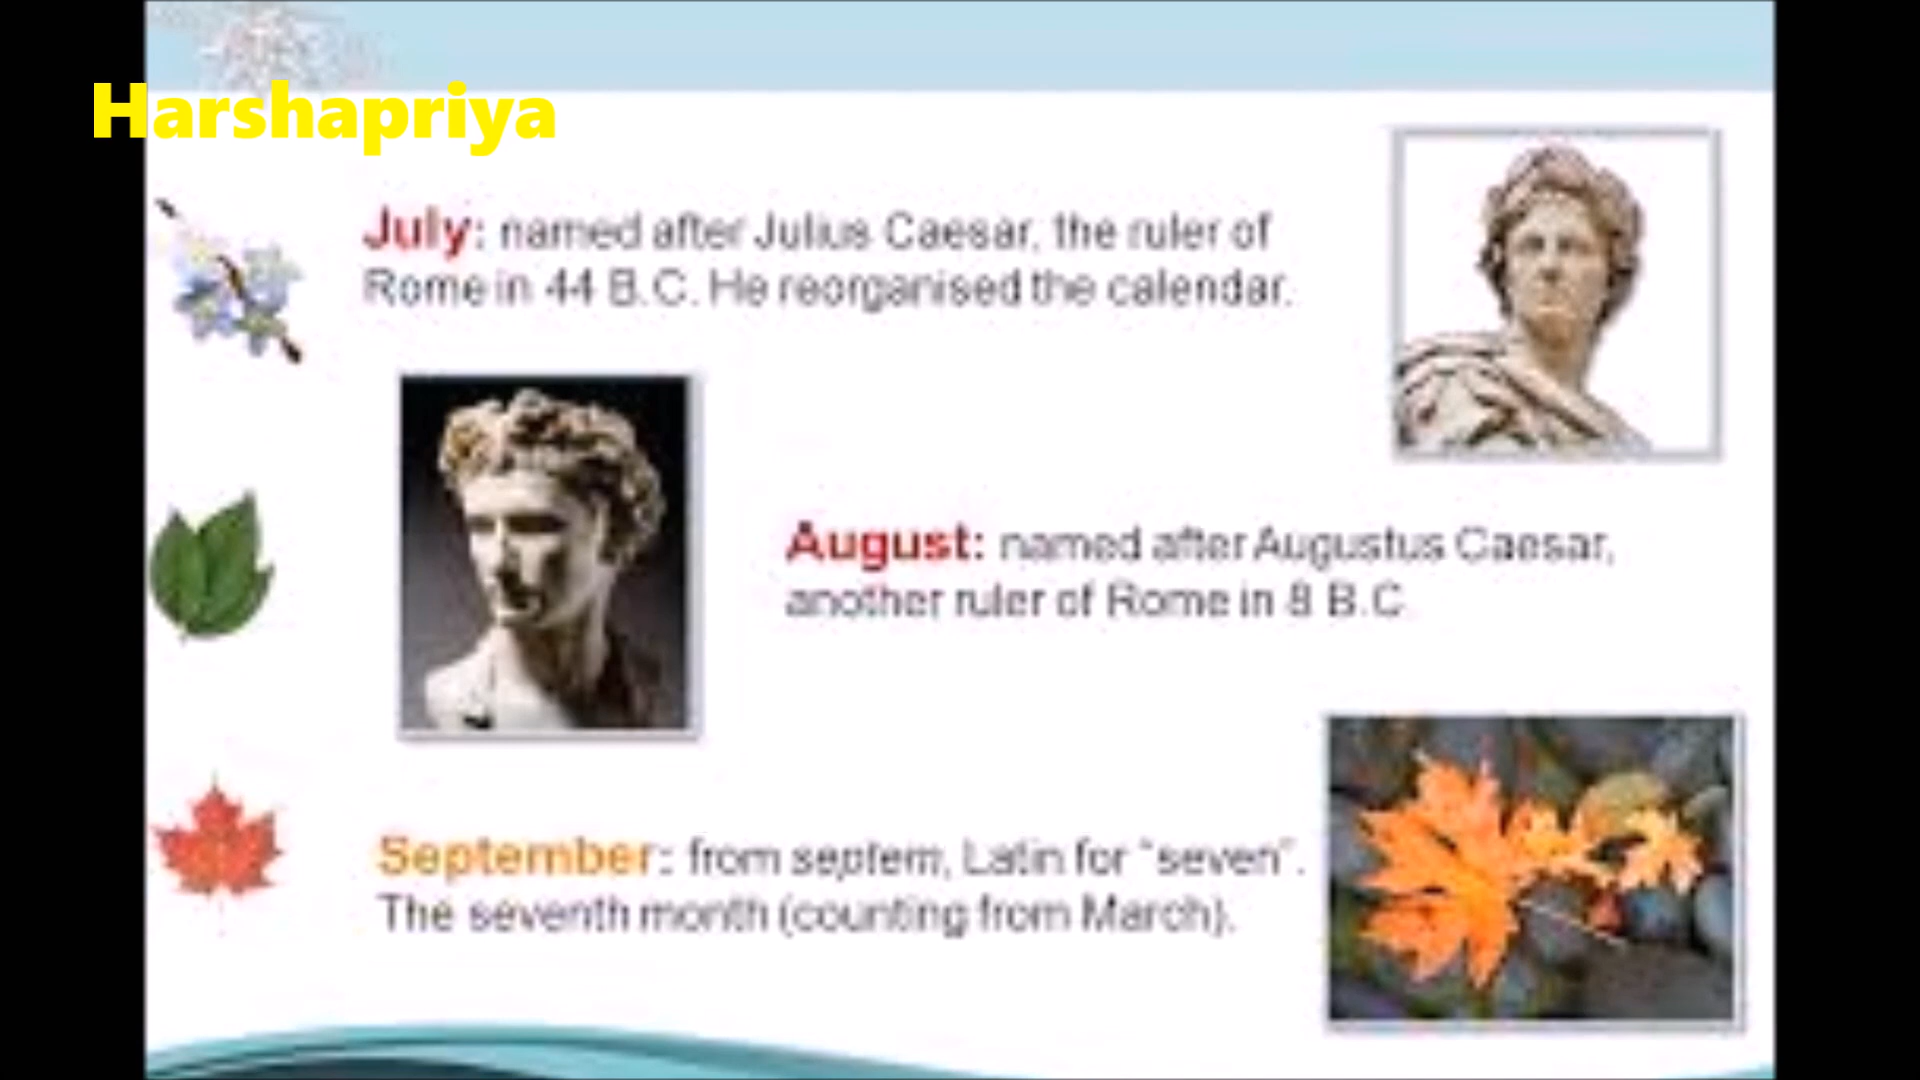 Harshapriya
July: named after Julius Caesar, the ruler of
Rome in 44 B.C. He reorganised the calendar.
August: named after Augustus Caesar,
another ruler of Rome in 8 B.C
September: from septem, Latin for “seven”.
The seventh month (counting from March).